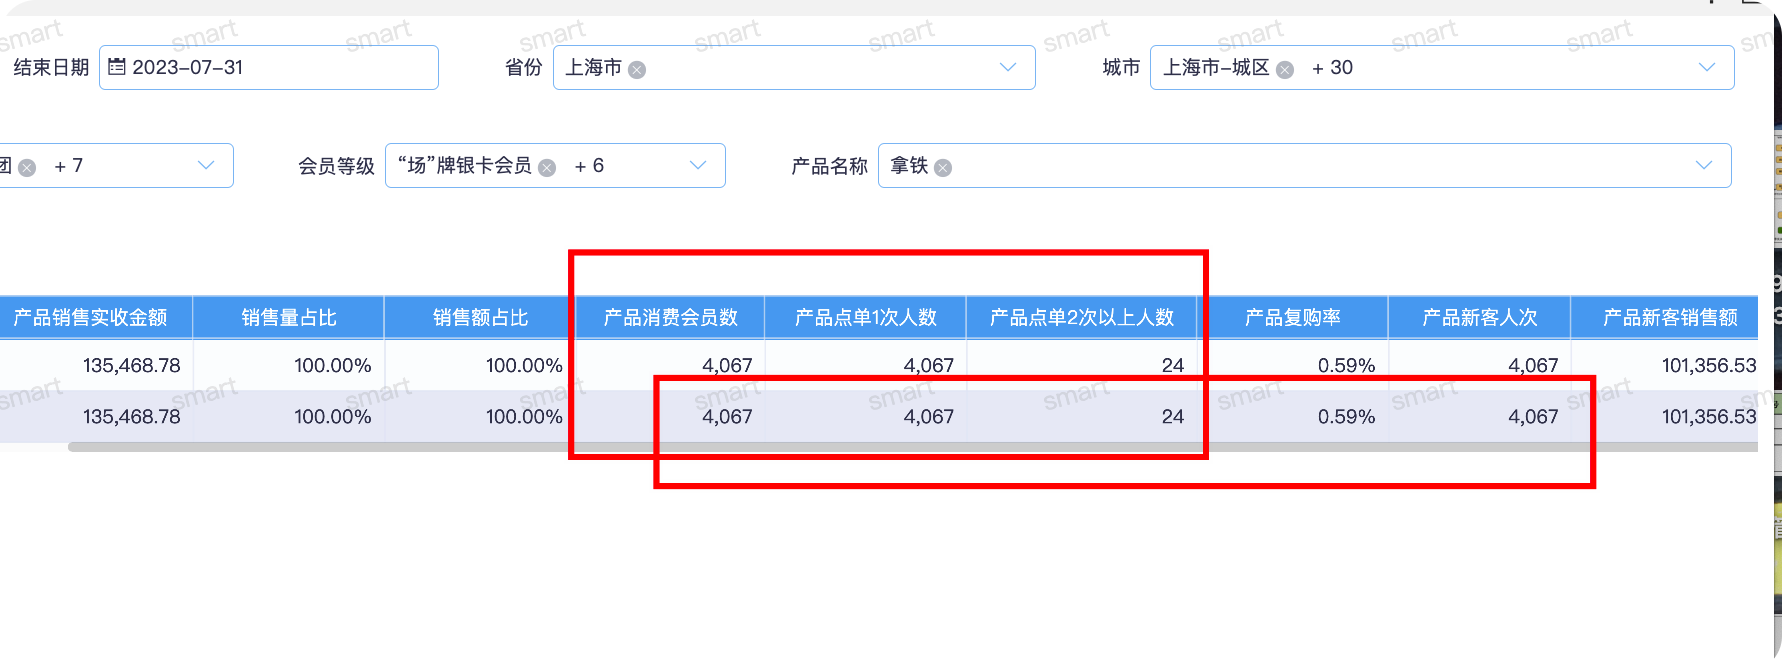 结束日期 2023-07-31 省份 上海市 城市 上海市-城区 + 30
团 + 7 会员等级 “场”牌银卡会员 + 6 产品名称 拿铁
产品销售实收金额 销售量占比 销售额占比 产品消费会员数 产品点单1次人数 产品点单2次以上人数 产品复购率 产品新客人次 产品新客销售额
135,468.78 100.00% 100.00% 4,067 4,067 24 0.59% 4,067 101,356.53
135,468.78 100.00% 100.00% 4,067 4,067 24 0.59% 4,067 101,356.53
smart smart smart smart smart smart smart smart smart smart sm
smart smart smart smart smart smart smart smart smart smart sm